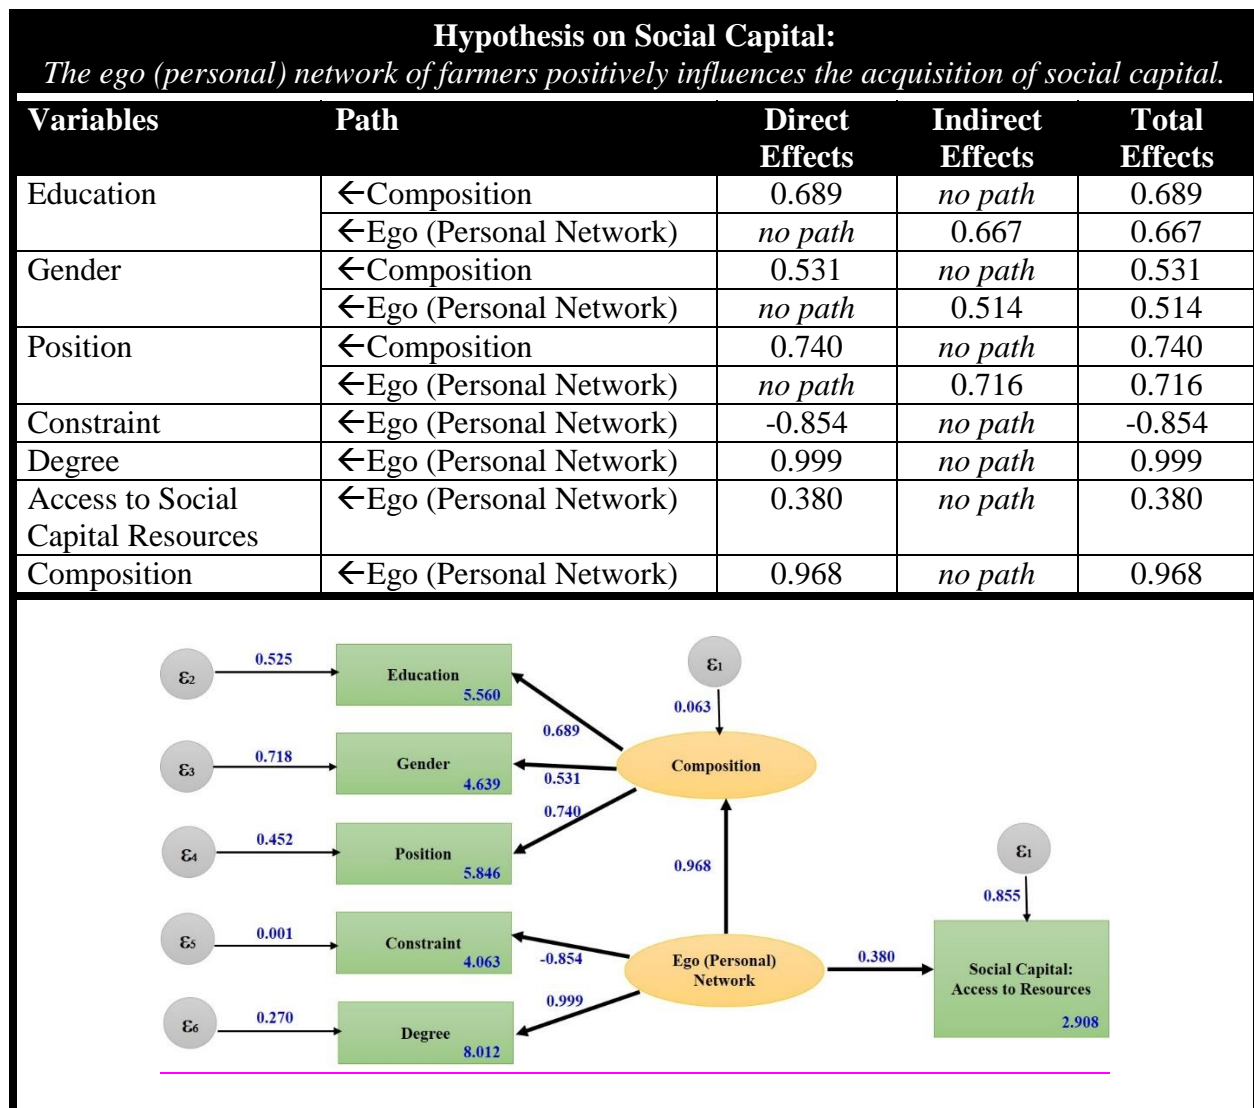 Hypothesis on Social Capital:
The ego (personal) network of farmers positively influences the acquisition of social capital.
Variables Path Direct Effects Indirect Effects Total Effects
Education ←Composition 0.689 no path 0.689
←Ego (Personal Network) no path 0.667 0.667
Gender ←Composition 0.531 no path 0.531
←Ego (Personal Network) no path 0.514 0.514
Position ←Composition 0.740 no path 0.740
←Ego (Personal Network) no path 0.716 0.716
Constraint ←Ego (Personal Network) -0.854 no path -0.854
Degree ←Ego (Personal Network) 0.999 no path 0.999
Access to Social Capital Resources ←Ego (Personal Network) 0.380 no path 0.380
Composition ←Ego (Personal Network) 0.968 no path 0.968
ε2
0.525
Education
5.560
ε1
0.063
0.689
ε3
0.718
Gender
4.639
0.531
Composition
0.740
ε4
0.452
Position
5.846
0.968
ε1
0.855
ε5
0.001
Constraint
4.063
-0.854
Ego (Personal)
Network
0.380
Social Capital:
Access to Resources
2.908
0.999
ε6
0.270
Degree
8.012